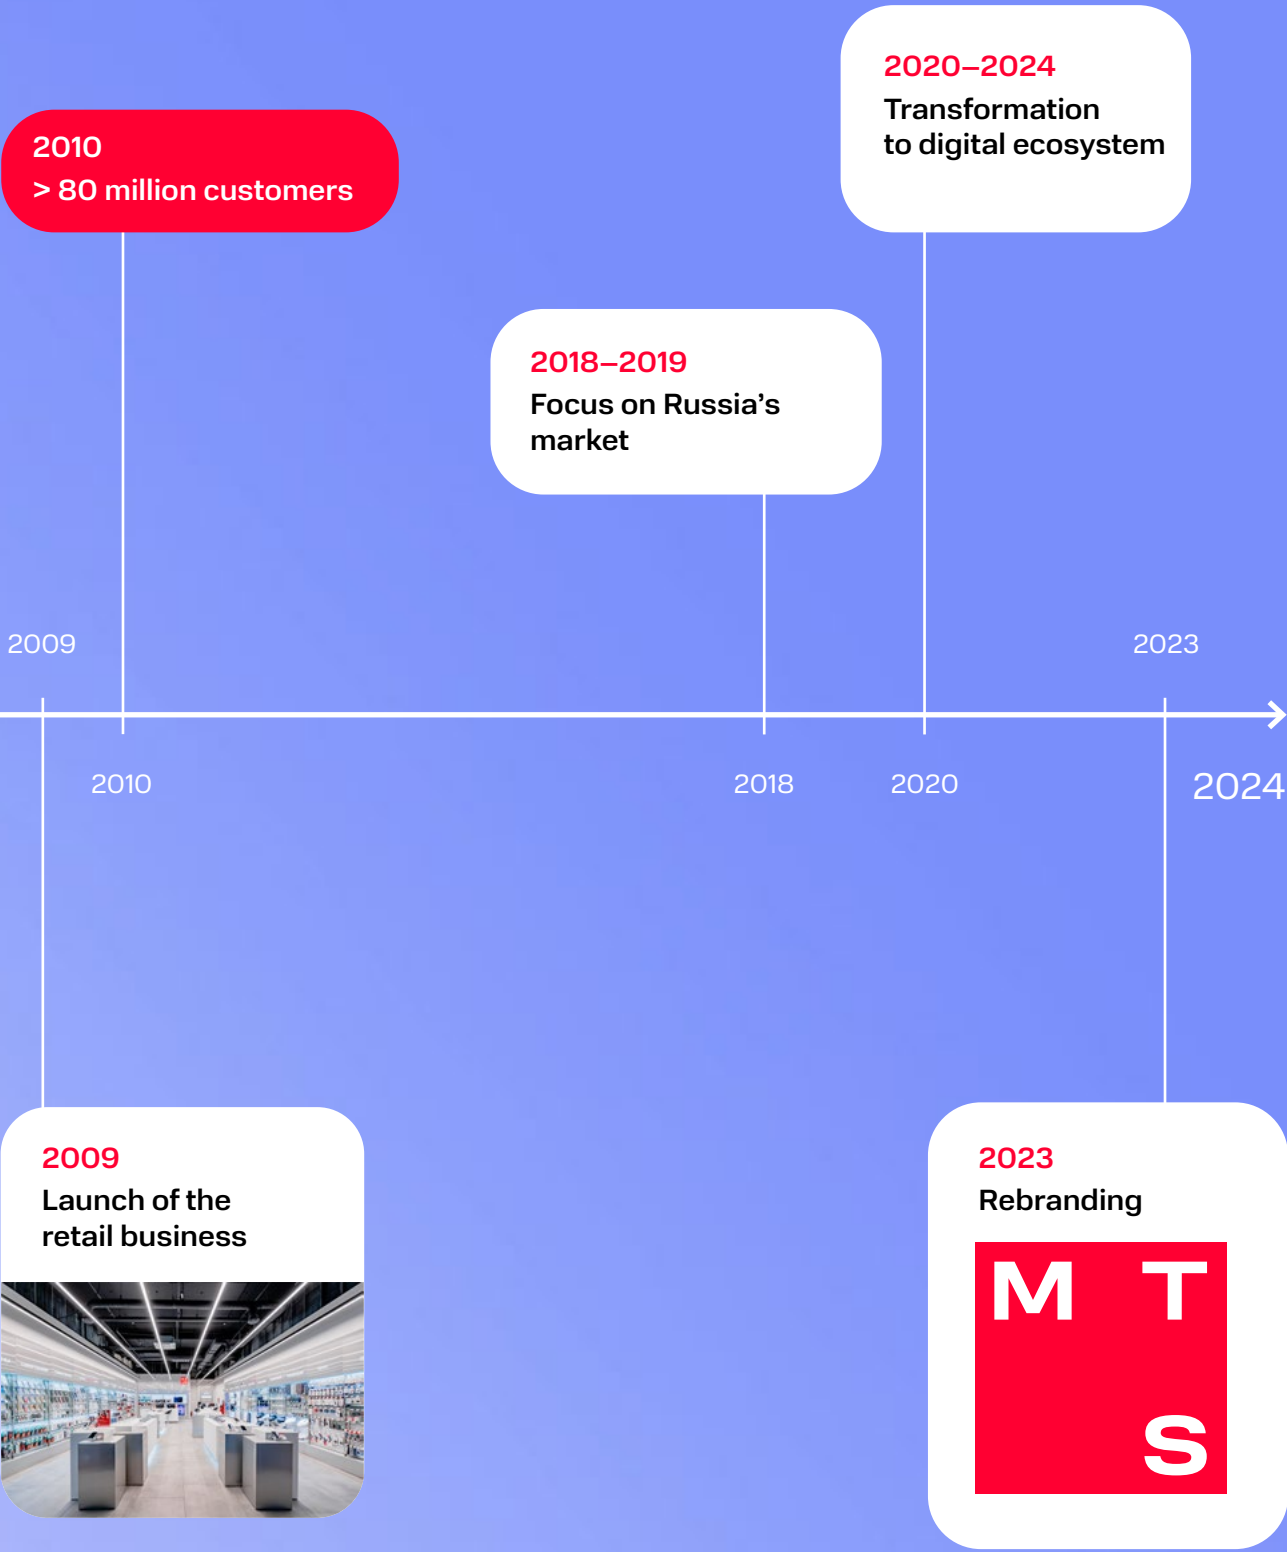 2020–2024
Transformation
to digital ecosystem
2010
> 80 million customers
2018–2019
Focus on Russia’s
market
2009
2023
2010
2018
2020
2024
2009
Launch of the
retail business
2023
Rebranding
M T
S